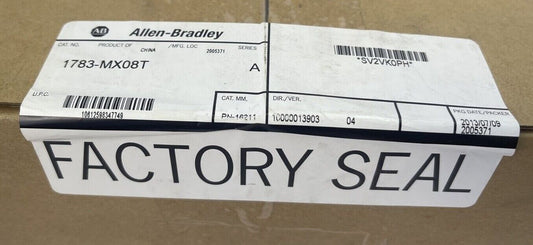 AB Allen-Bradley
CAT. NO. PRODUCT OF CHINA /MFG. LOC 2005371 SERIES
1783-MX08T A
*SV2VK0PH*
U.P.C.
10612598347749
CAT. MM. DIR./VER. PKG DATE/PACKER
PN-16211 10000013903 04 2013/07/09
2005371
FACTORY SEAL